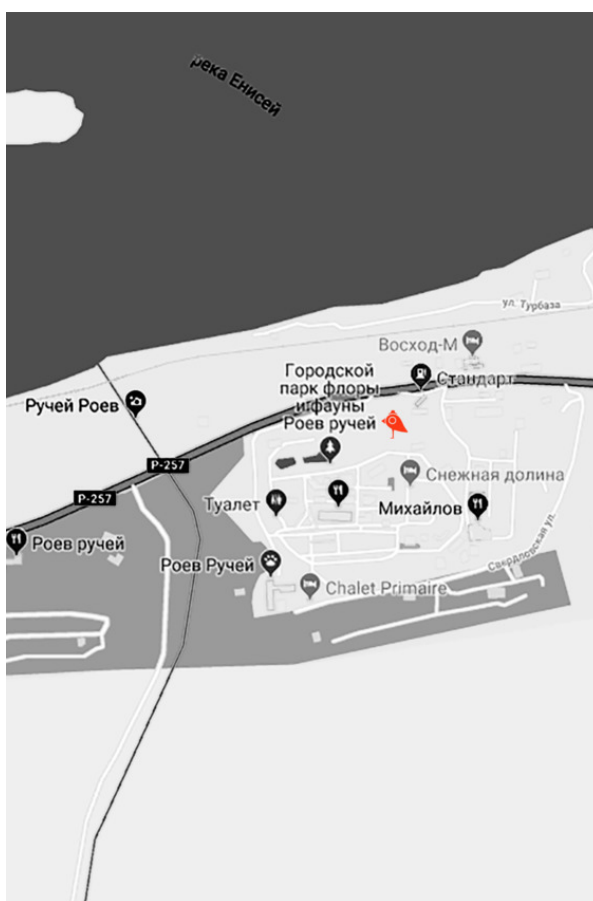 река Енисей
ул. Турбаза
Восход-М
Стандарт
Городской
парк флоры
и фауны
Роев ручей
Ручей Роев
Р-257
Р-257
Снежная долина
Туалет
Михайлов
Роев ручей
Роев Ручей
Свердловская ул.
Chalet Primaire